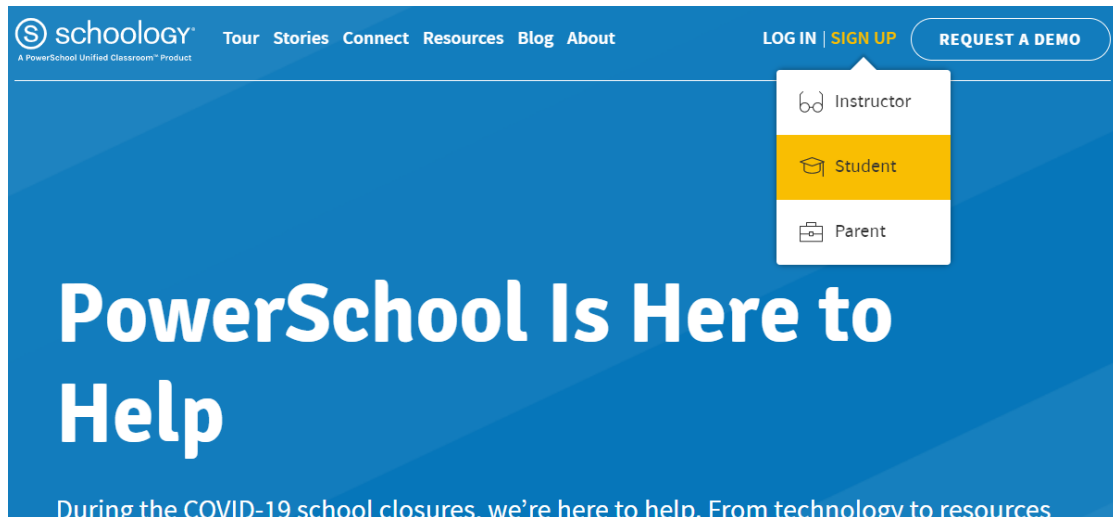 schoology
A PowerSchool Unified Classroom™ Product
Tour Stories Connect Resources Blog About
LOG IN | SIGN UP
REQUEST A DEMO
Instructor
Student
Parent
PowerSchool Is Here to
Help
During the COVID-19 school closures, we're here to help. From technology to resources